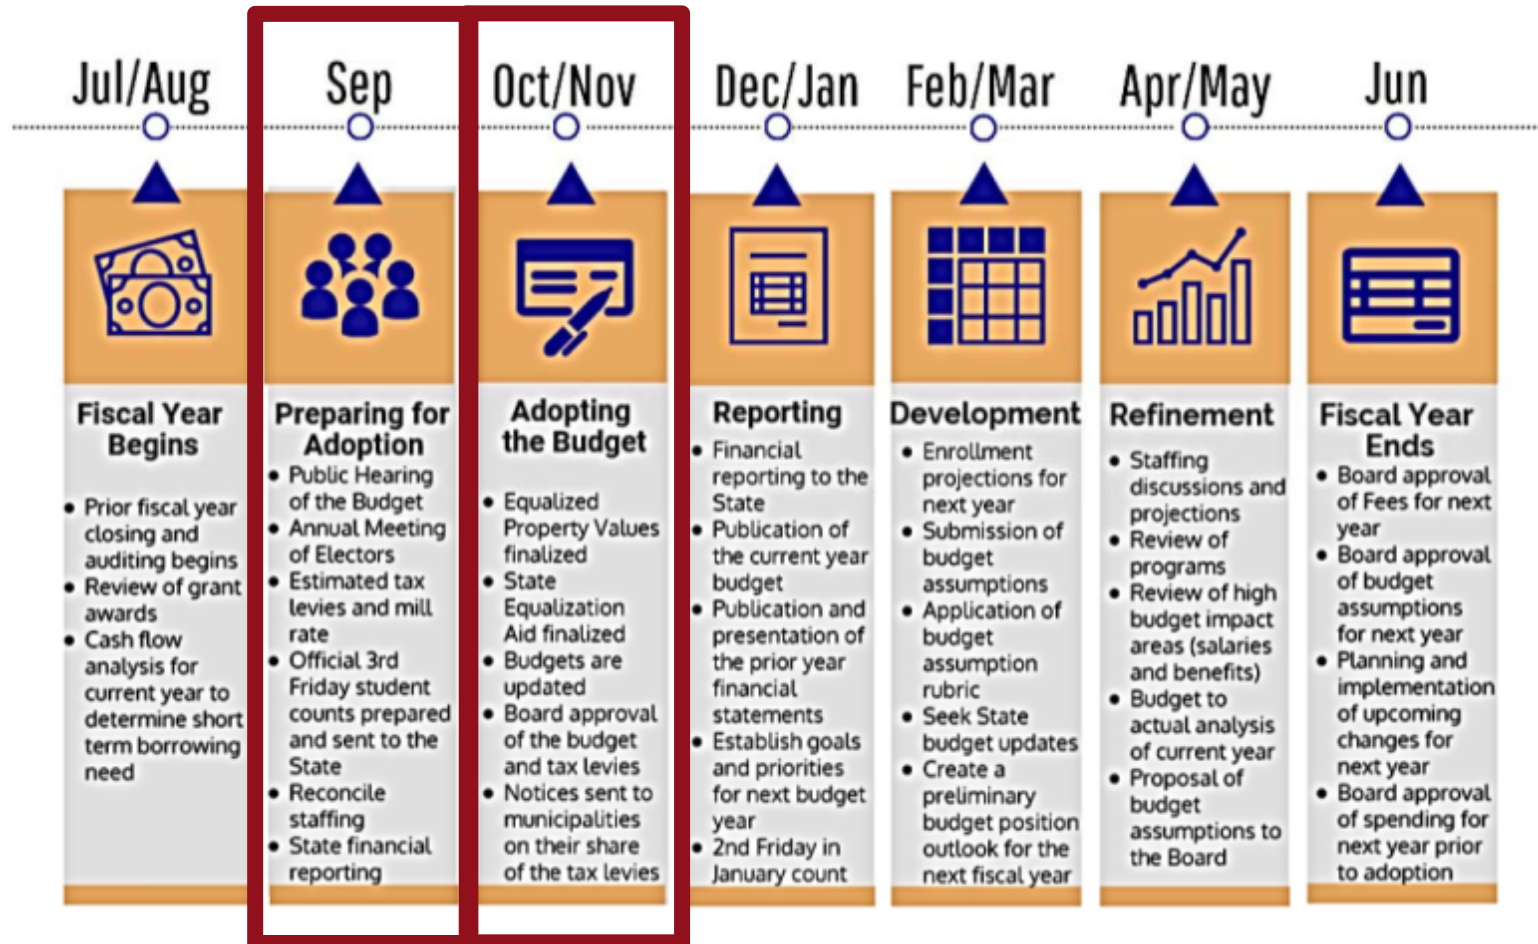 Jul/Aug
Sep
Oct/Nov
Dec/Jan
Feb/Mar
Apr/May
Jun
Fiscal Year
Begins
• Prior fiscal year
closing and
auditing begins
• Review of grant
awards
• Cash flow
analysis for
current year to
determine short
term borrowing
need
Preparing for
Adoption
• Public Hearing
of the Budget
• Annual Meeting
of Electors
• Estimated tax
levies and mill
rate
• Official 3rd
Friday student
counts prepared
and sent to the
State
• Reconcile
staffing
• State financial
reporting
Adopting
the Budget
• Equalized
Property Values
finalized
• State
Equalization
Aid finalized
• Budgets are
updated
• Board approval
of the budget
and tax levies
• Notices sent to
municipalities
on their share
of the tax levies
Reporting
• Financial
reporting to the
State
• Publication of
the current year
budget
• Publication and
presentation of
the prior year
financial
statements
• Establish goals
and priorities
for next budget
year
• 2nd Friday in
January count
Development
• Enrollment
projections for
next year
• Submission of
budget
assumptions
• Application of
budget
assumption
rubric
• Seek State
budget updates
• Create a
preliminary
budget position
outlook for the
next fiscal year
Refinement
• Staffing
discussions and
projections
• Review of
programs
• Review of high
budget impact
areas (salaries
and benefits)
• Budget to
actual analysis
of current year
• Proposal of
budget
assumptions to
the Board
Fiscal Year
Ends
• Board approval
of Fees for next
year
• Board approval
of budget
assumptions
for next year
• Planning and
implementation
of upcoming
changes for
next year
• Board approval
of spending for
next year prior
to adoption